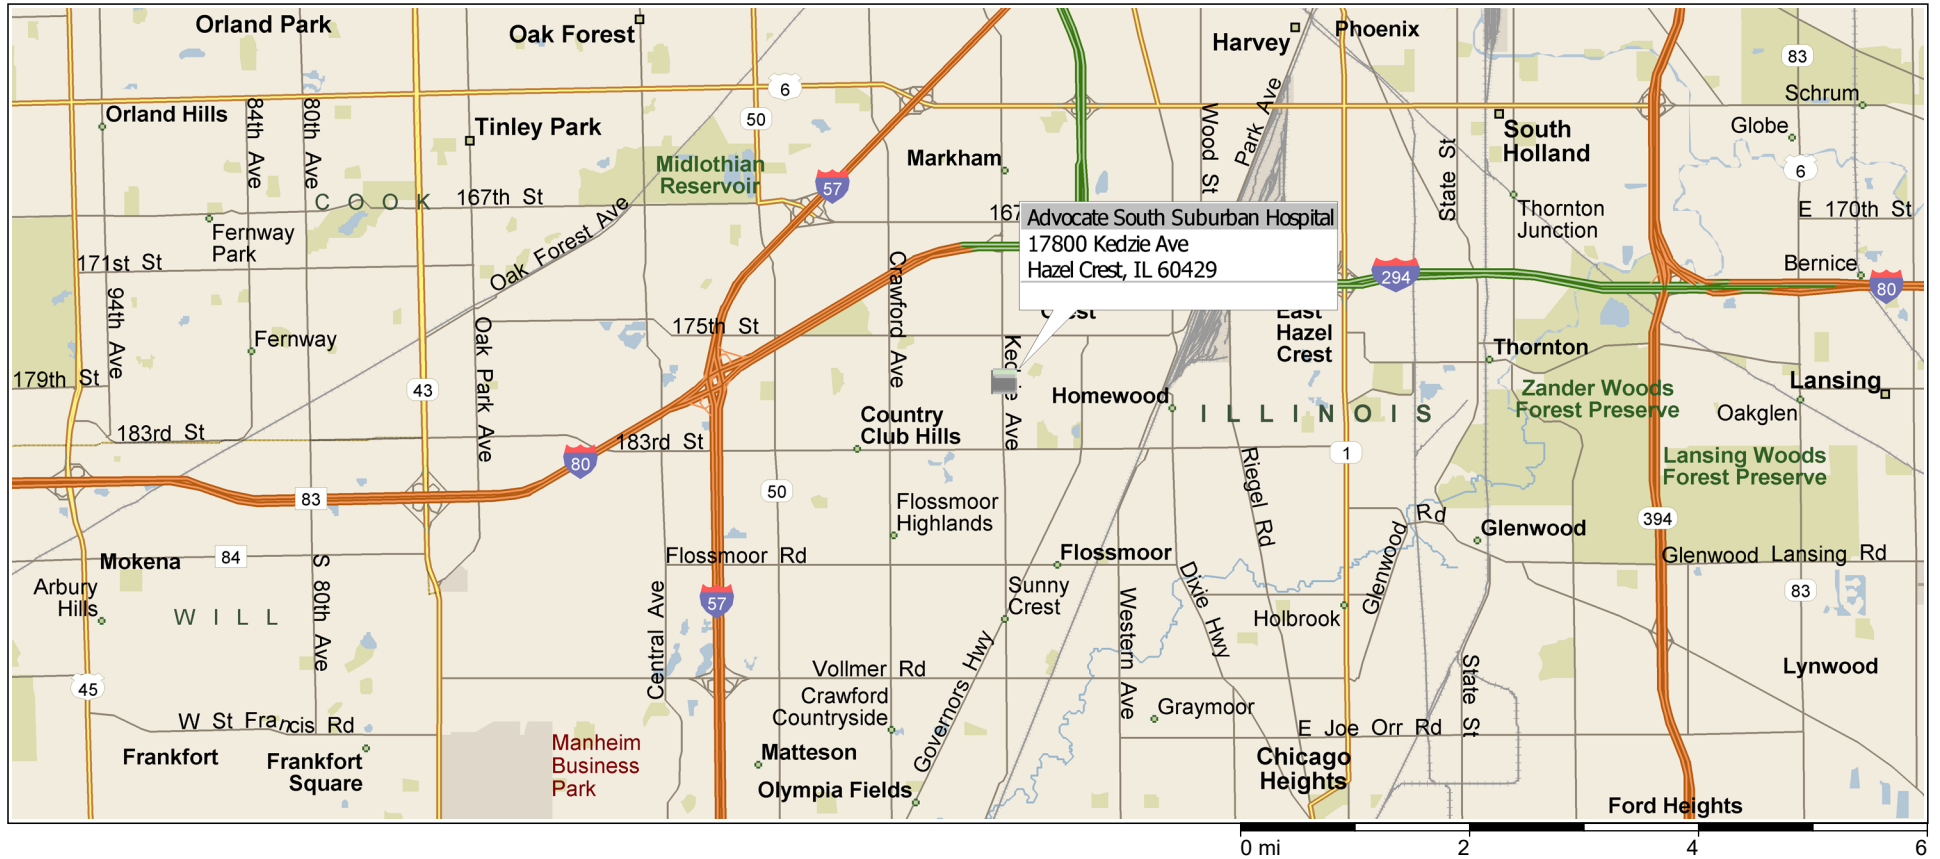 Orland Park
Oak Forest
Harvey
Phoenix
83
6
Schrum
Orland Hills
84th Ave
80th Ave
50
Tinley Park
Wood St
Park Ave
South
Holland
Globe
Midlothian
Reservoir
57
Markham
State St
6
COOK
167th St
167
Advocate South Suburban Hospital
17800 Kedzie Ave
Hazel Crest, IL 60429
Thornton
Junction
E 170th St
Fernway
Park
Oak Forest Ave
171st St
Crawford Ave
294
Bernice
80
94th Ave
Fernway
Oak Park Ave
175th St
Crest
East
Hazel
Crest
Thornton
179th St
43
Kedzie Ave
Homewood
ILLINOIS
Zander Woods
Forest Preserve
Lansing
Oakglen
183rd St
183rd St
80
Country
Club Hills
1
Lansing Woods
Forest Preserve
83
50
Flossmoor
Highlands
Riegel Rd
Glenwood Rd
Glenwood
394
Mokena
84
Flossmoor Rd
Flossmoor
Glenwood Lansing Rd
Arbury
Hills
S 80th Ave
WILL
Central Ave
57
Sunny
Crest
Western Ave
Dixie Hwy
Holbrook
83
45
Vollmer Rd
Crawford
Countryside
Governors Hwy
Graymoor
State St
Lynwood
W St Francis Rd
E Joe Orr Rd
Frankfort
Frankfort
Square
Manheim
Business
Park
Matteson
Olympia Fields
Chicago
Heights
Ford Heights
0 mi 2 4 6